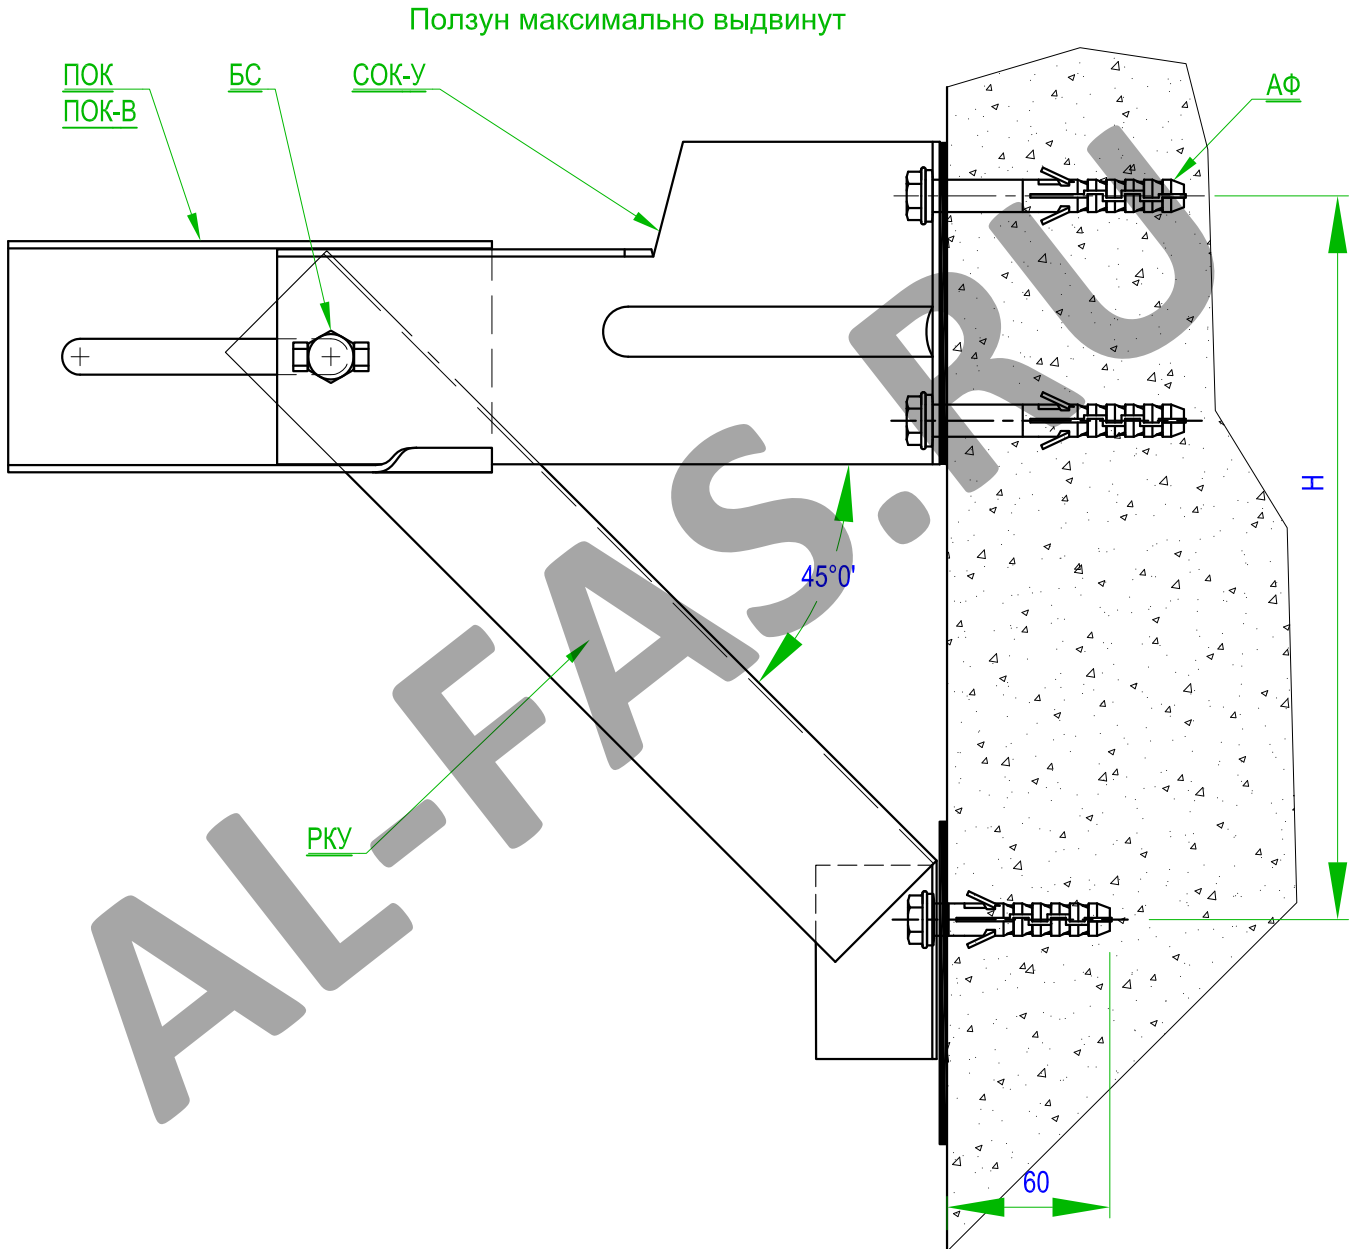 Ползун максимально выдвинут
ПОК
ПОК-В
БС
СОК-У
АФ
H
45°0'
РКУ
60
AL-FAS.RU